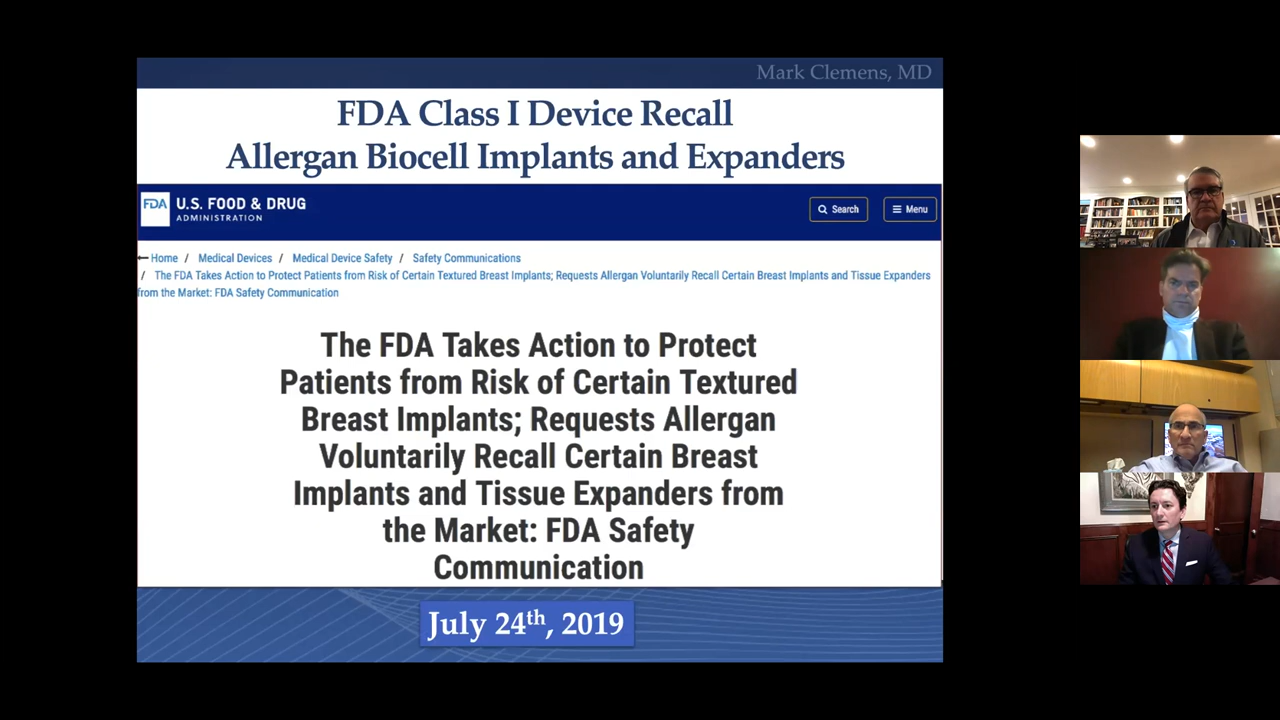 Mark Clemens, MD
FDA Class I Device Recall
Allergan Biocell Implants and Expanders
FDA U.S. FOOD & DRUG
ADMINISTRATION
Search
Menu
Home / Medical Devices / Medical Device Safety / Safety Communications
/ The FDA Takes Action to Protect Patients from Risk of Certain Textured Breast Implants; Requests Allergan Voluntarily Recall Certain Breast Implants and Tissue Expanders
from the Market: FDA Safety Communication
The FDA Takes Action to Protect
Patients from Risk of Certain Textured
Breast Implants; Requests Allergan
Voluntarily Recall Certain Breast
Implants and Tissue Expanders from
the Market: FDA Safety
Communication
July 24th, 2019